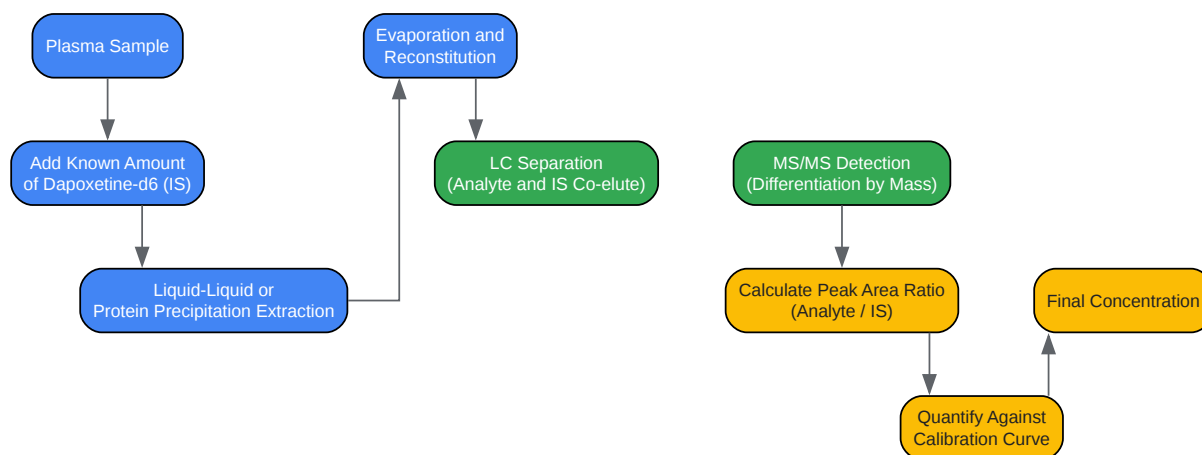 Plasma Sample
Add Known Amount
of Dapoxetine-d6 (IS)
Liquid-Liquid or
Protein Precipitation Extraction
Evaporation and
Reconstitution
LC Separation
(Analyte and IS Co-elute)
MS/MS Detection
(Differentiation by Mass)
Calculate Peak Area Ratio
(Analyte / IS)
Quantify Against
Calibration Curve
Final Concentration